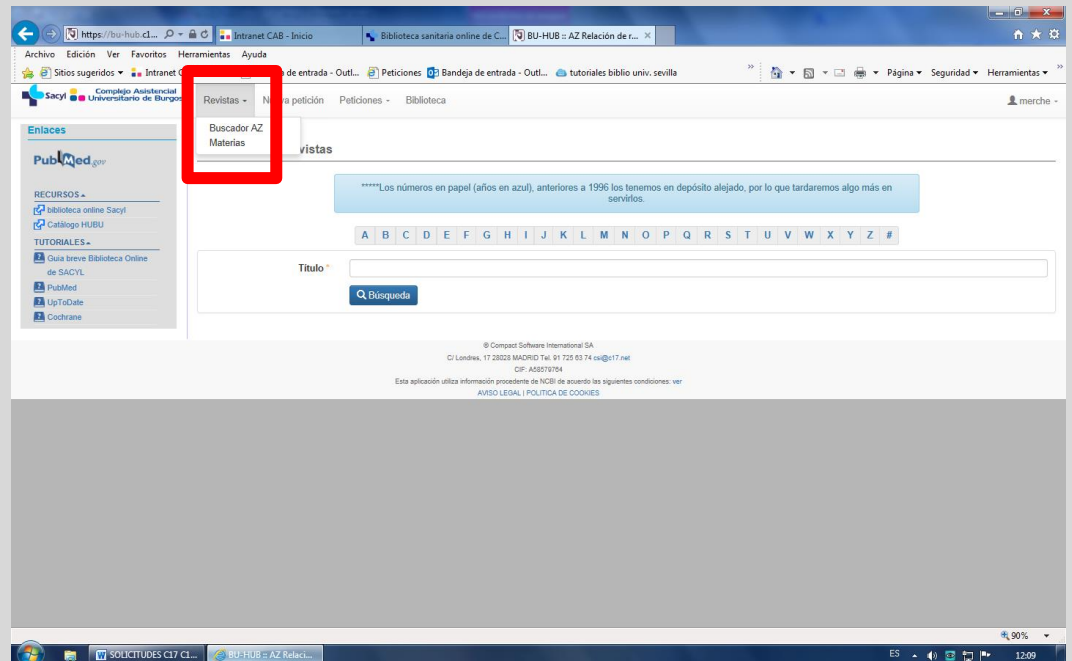 https://bu-hub.c1...
Intranet CAB - Inicio
Biblioteca sanitaria online de C...
BU-HUB :: AZ Relación de r...
Archivo Edición Ver Favoritos Herramientas Ayuda
Sitios sugeridos Intranet de entrada - Outl... Peticiones Bandeja de entrada - Outl... tutoriales biblio univ. sevilla Página Seguridad Herramientas
Sacyl Complejo Asistencial
Universitario de Burgos
Revistas Peticiones Biblioteca merche
petición
Buscador AZ
Materias
vistas
Enlaces
PubMed.gov
RECURSOS
biblioteca online Sacyl
Catálogo HUBU
TUTORIALES
Guia breve Biblioteca Online
de SACYL
PubMed
UpToDate
Cochrane
*****Los números en papel (años en azul), anteriores a 1996 los tenemos en depósito alejado, por lo que tardaremos algo más en
servirlos.
A B C D E F G H I J K L M N O P Q R S T U V W X Y Z #
Título *
Búsqueda
® Compact Software International SA
C/ Londres, 17 28028 MADRID Tel. 91 725 63 74 csi@c17.net
CIF: A58579764
Esta aplicación utiliza información procedente de NCBI de acuerdo las siguientes condiciones. ver
AVISO LEGAL | POLITICA DE COOKIES
90%
SOLICITUDES C17 C1...
BU-HUB :: AZ Relaci...
ES
12:09